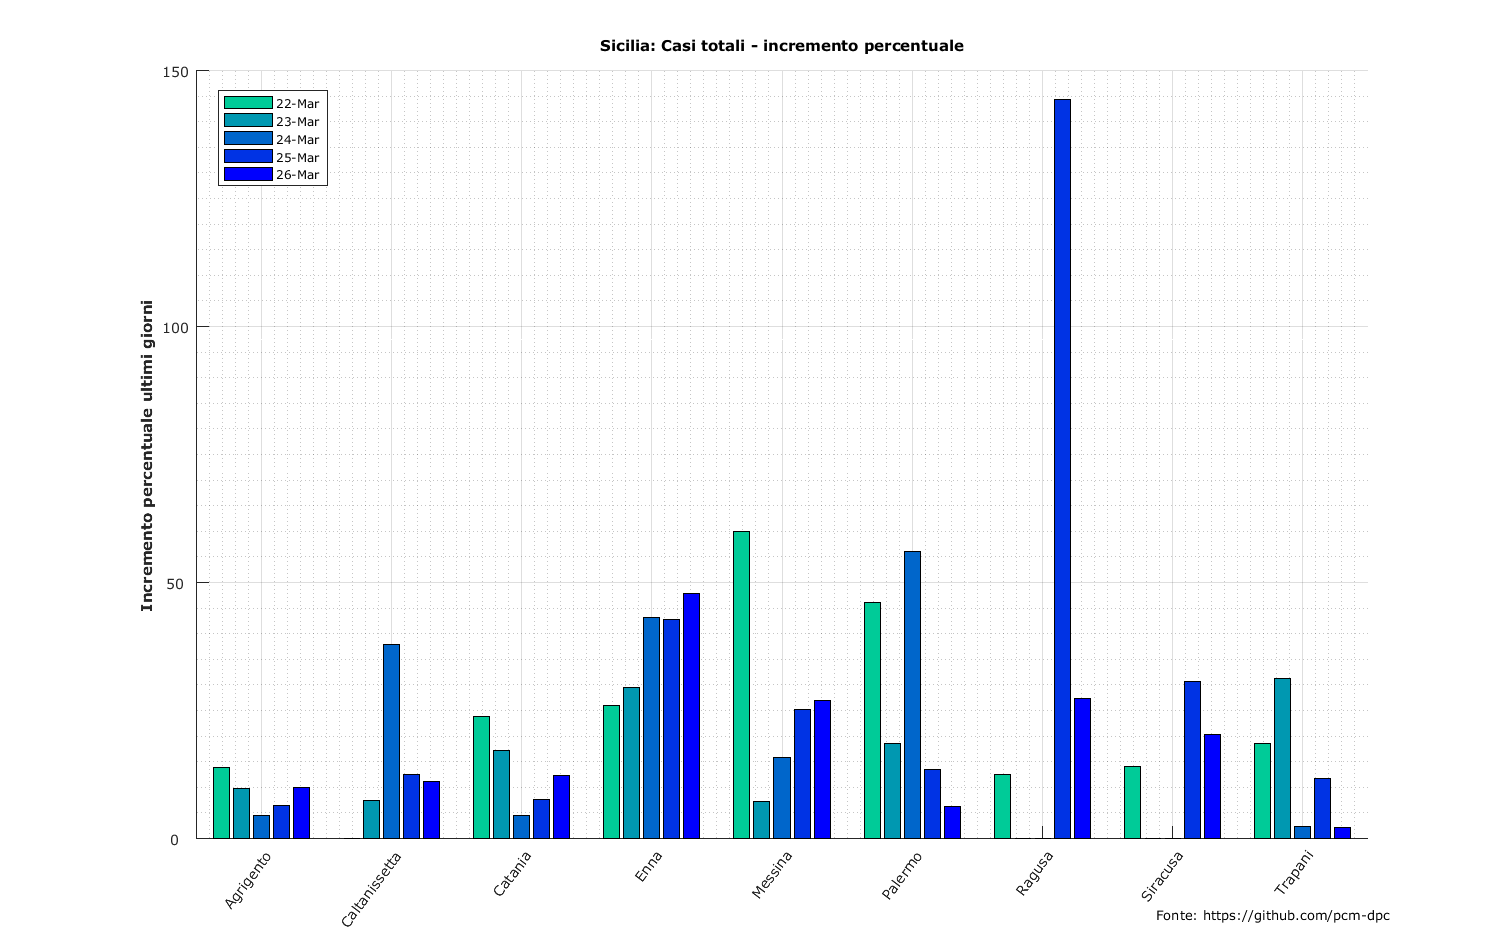 Sicilia: Casi totali - incremento percentuale
150
100
50
0
Incremento percentuale ultimi giorni
22-Mar
23-Mar
24-Mar
25-Mar
26-Mar
Agrigento
Caltanissetta
Catania
Enna
Messina
Palermo
Ragusa
Siracusa
Trapani
Fonte: https://github.com/pcm-dpc